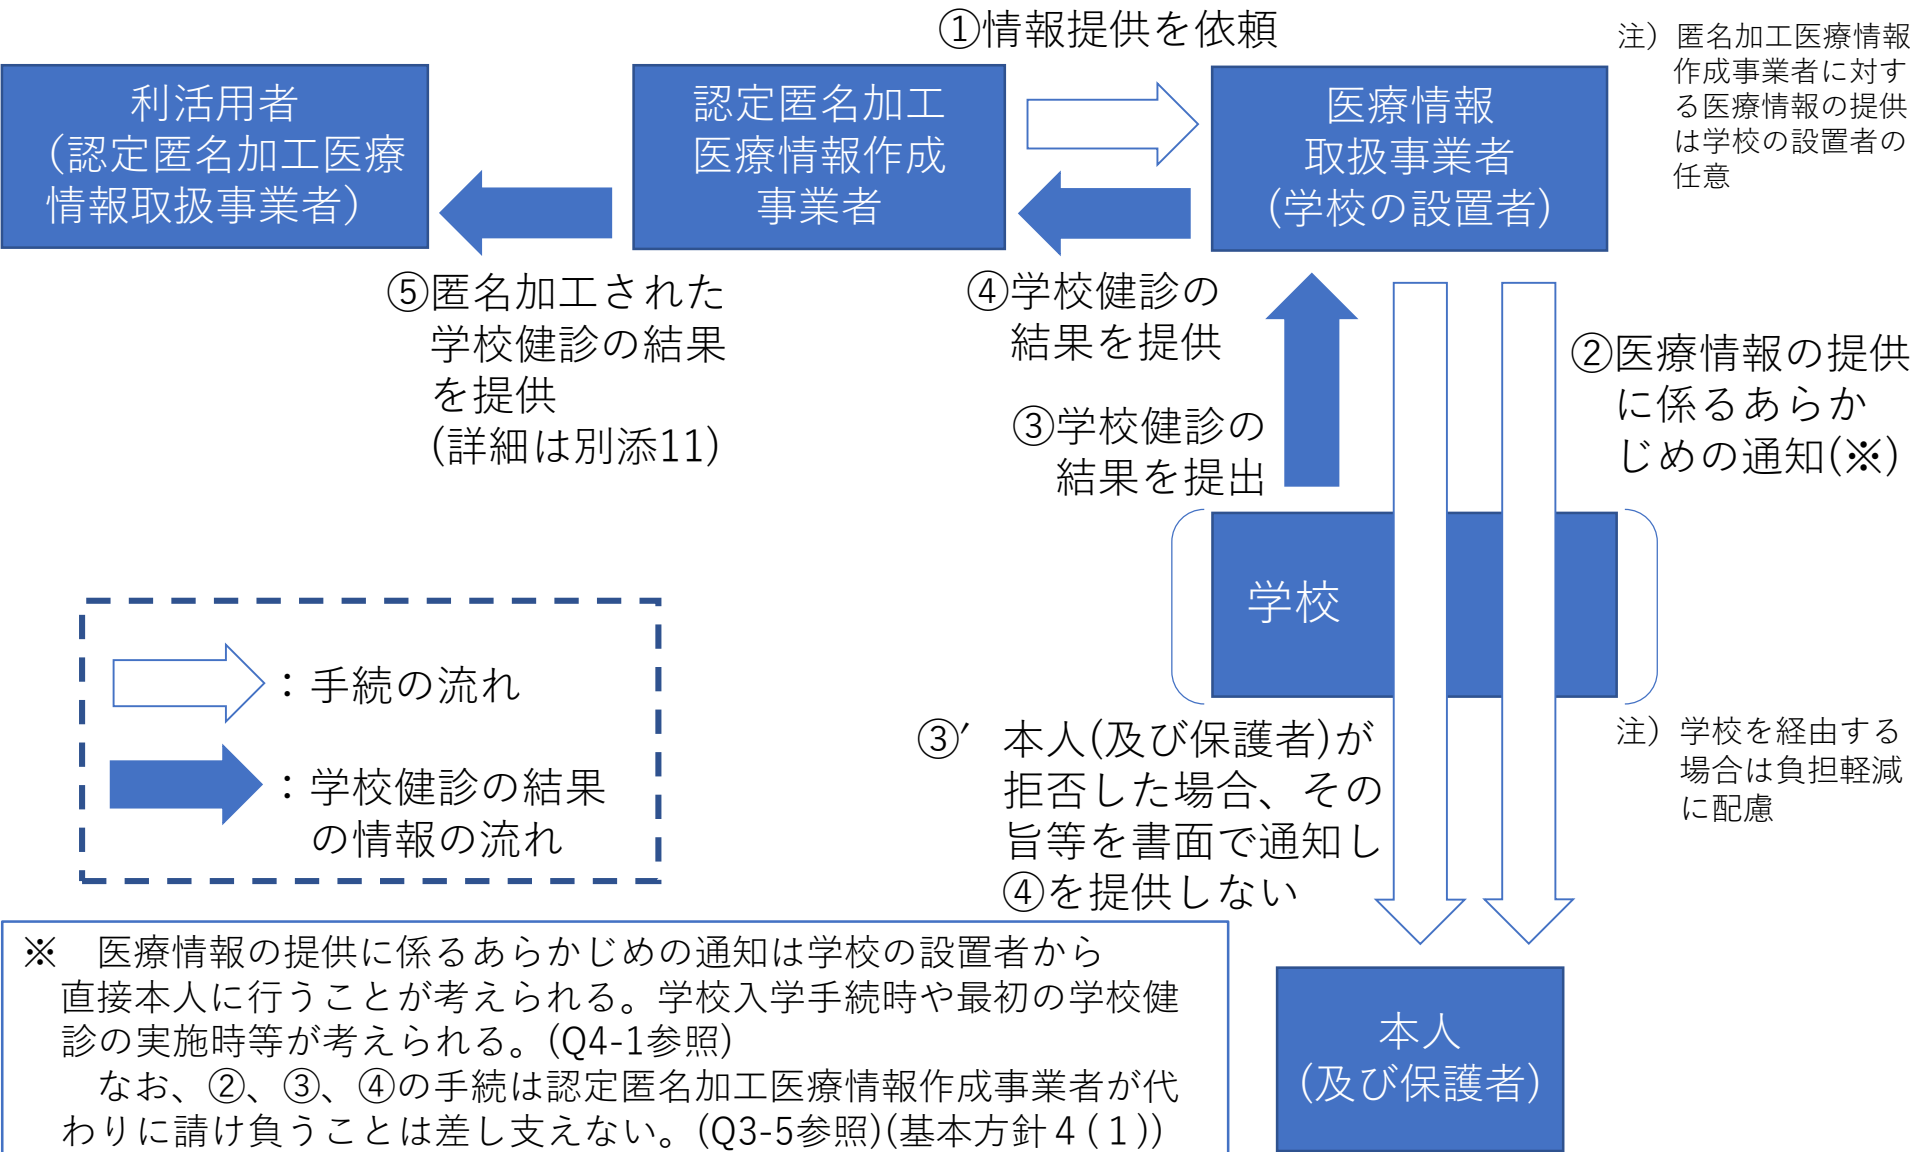 ①情報提供を依頼
注）匿名加工医療情報
作成事業者に対す
る医療情報の提供
は学校の設置者の
任意
利活用者
（認定匿名加工医療
情報取扱事業者）
認定匿名加工
医療情報作成
事業者
医療情報
取扱事業者
(学校の設置者)
⑤匿名加工された
学校健診の結果
を提供
(詳細は別添11)
④学校健診の
結果を提供
③学校健診の
結果を提出
②医療情報の提供
に係るあらか
じめの通知(※)
学校
：手続の流れ
：学校健診の結果
の情報の流れ
③′ 本人(及び保護者)が
拒否した場合、その
旨等を書面で通知し
④を提供しない
注）学校を経由する
場合は負担軽減
に配慮
※　医療情報の提供に係るあらかじめの通知は学校の設置者から
直接本人に行うことが考えられる。学校入学手続時や最初の学校健
診の実施時等が考えられる。(Q4-1参照)
なお、②、③、④の手続は認定匿名加工医療情報作成事業者が代
わりに請け負うことは差し支えない。(Q3-5参照)(基本方針４(１))
本人
(及び保護者)